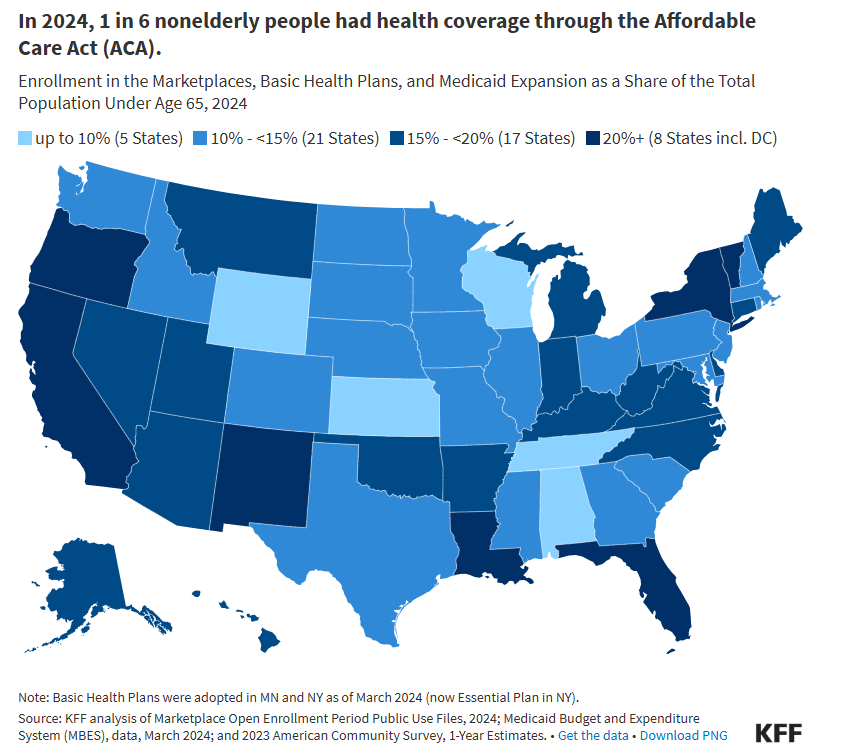 In 2024, 1 in 6 nonelderly people had health coverage through the Affordable
Care Act (ACA).
Enrollment in the Marketplaces, Basic Health Plans, and Medicaid Expansion as a Share of the Total
Population Under Age 65, 2024
up to 10% (5 States) 10% - <15% (21 States) 15% - <20% (17 States) 20%+ (8 States incl. DC)
Note: Basic Health Plans were adopted in MN and NY as of March 2024 (now Essential Plan in NY).
Source: KFF analysis of Marketplace Open Enrollment Period Public Use Files, 2024; Medicaid Budget and Expenditure
System (MBES), data, March 2024; and 2023 American Community Survey, 1-Year Estimates. • Get the data • Download PNG
KFF